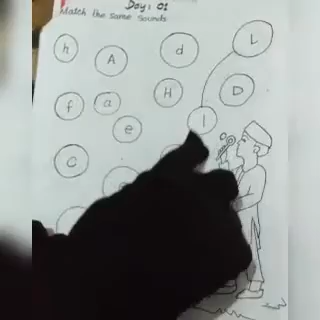 Day: 01
Match the same sounds
h A d L
f a H D
e l
C